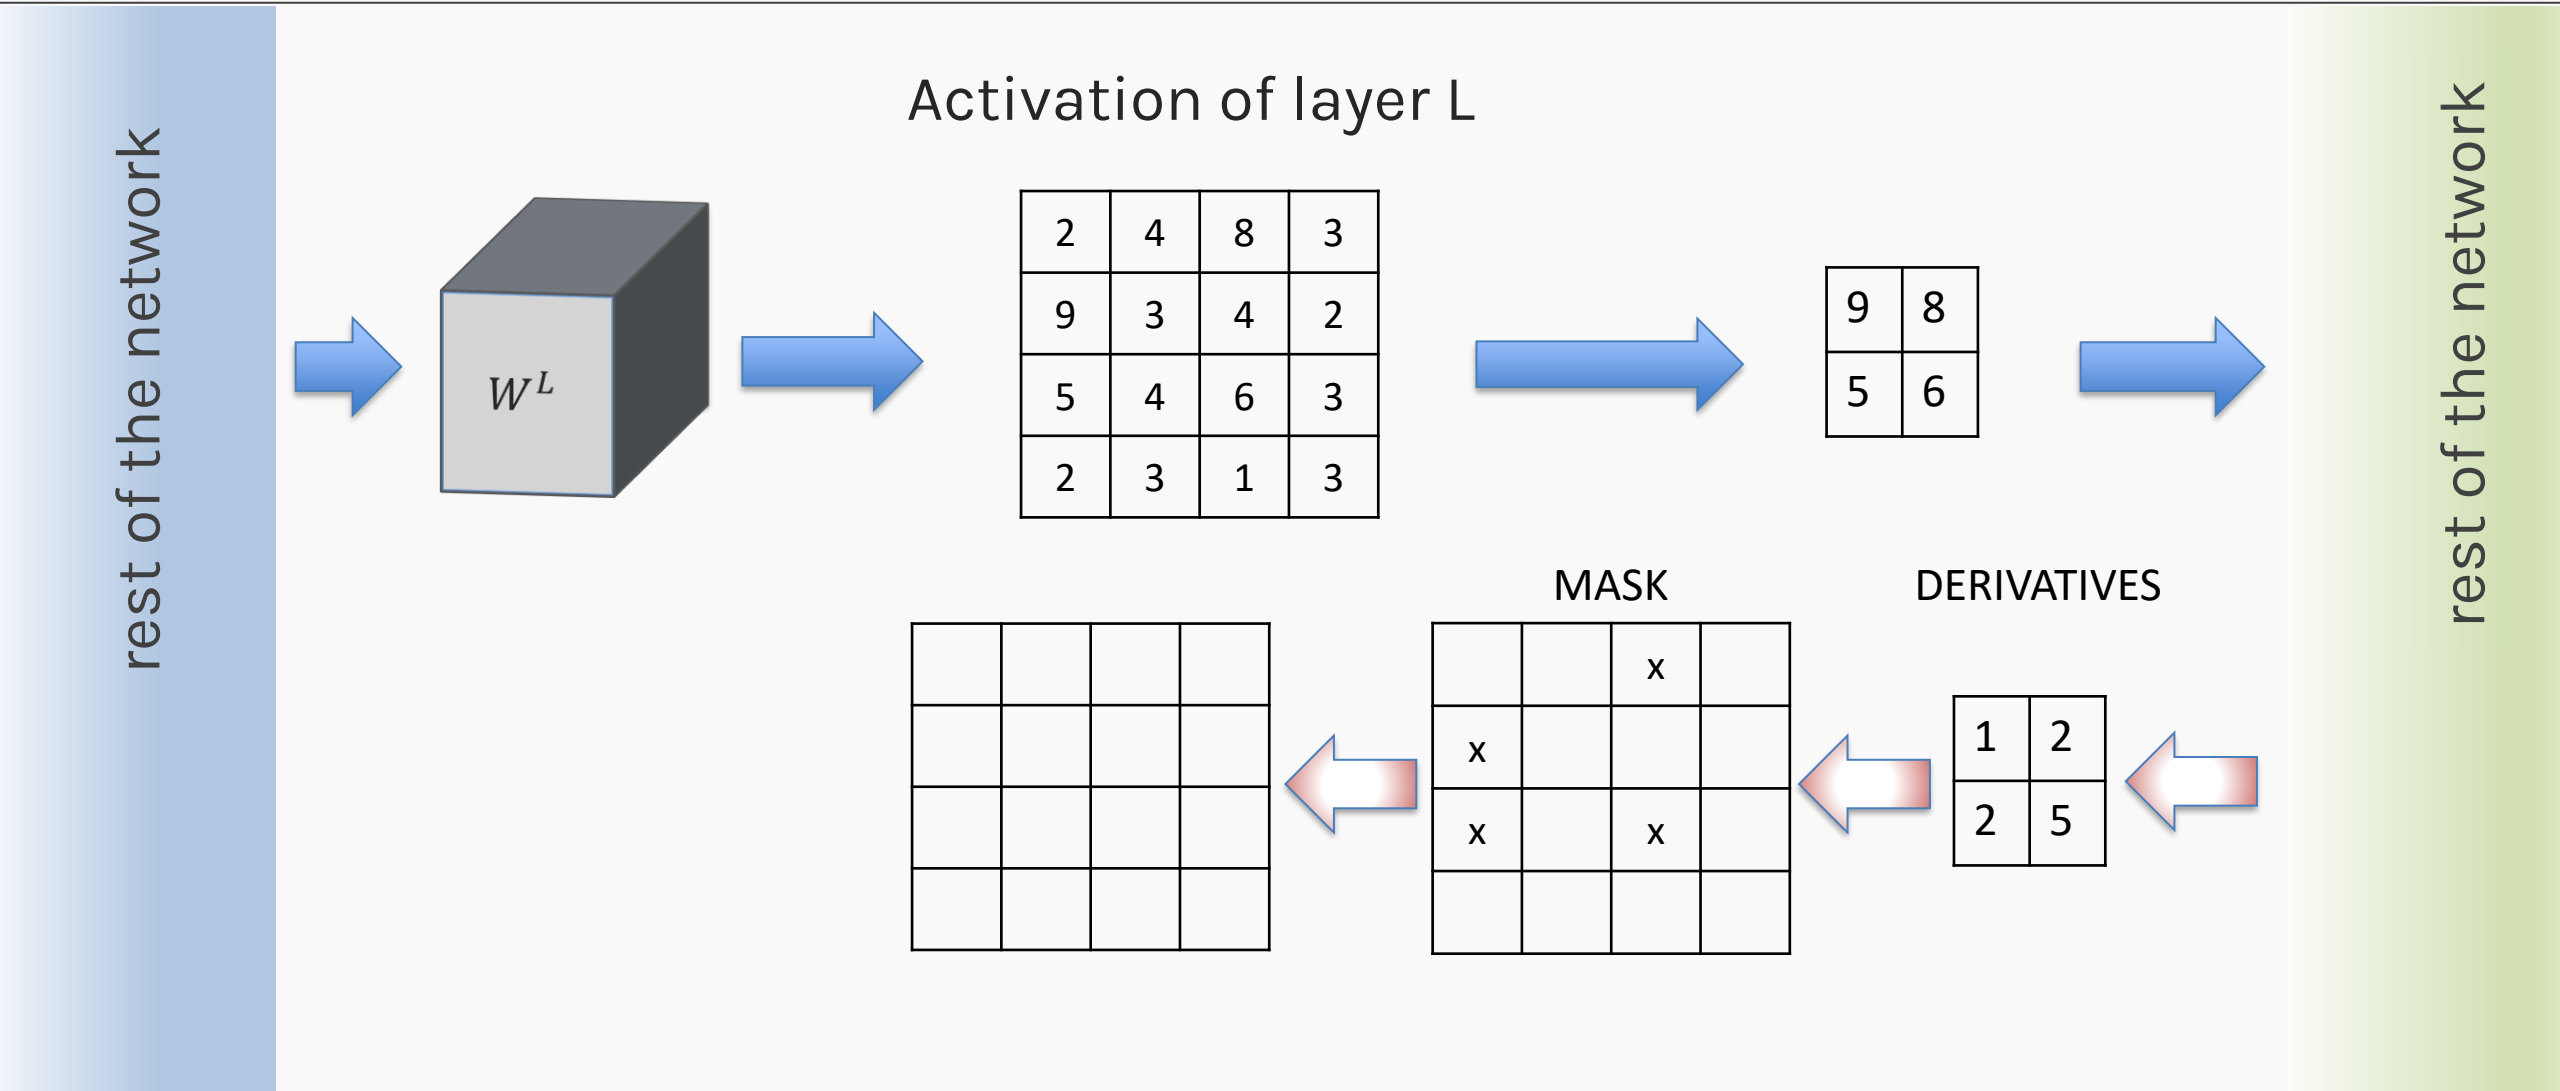 rest of the network
Activation of layer L
W^L
2 4 8 3
9 3 4 2
5 4 6 3
2 3 1 3
9 8
5 6
MASK
x
x
x x
DERIVATIVES
1 2
2 5
rest of the network